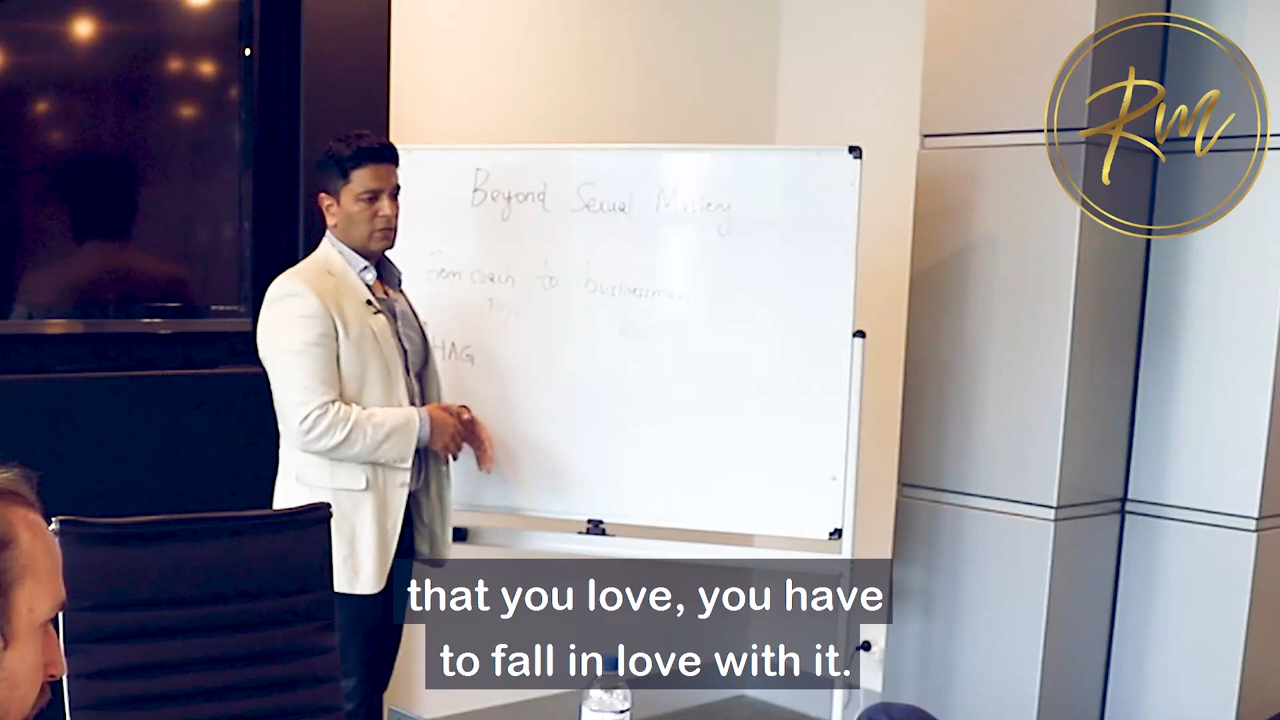 Rm
Beyond Sexual Mastery
From coach to businessman
HAG
that you love, you have
to fall in love with it.